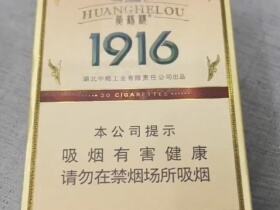 HUANGHELOU
黄鹤楼
1916
湖北中烟工业有限责任公司出品
20 CIGARETTES
本公司提示
吸烟有害健康
请勿在禁烟场所吸烟